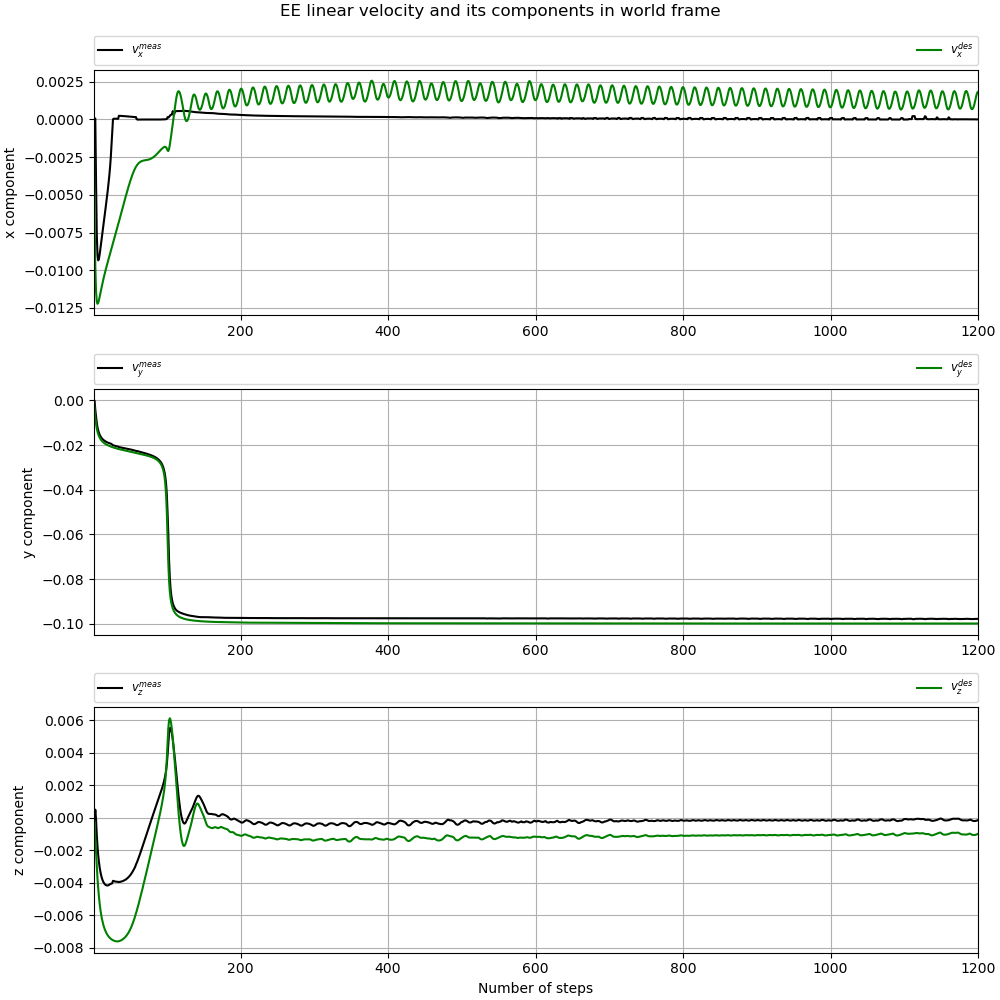 EE linear velocity and its components in world frame
v_x^meas v_x^des
0.0025
0.0000
−0.0025
−0.0050
−0.0075
−0.0100
−0.0125
x component
200 400 600 800 1000 1200
v_y^meas v_y^des
0.00
−0.02
−0.04
−0.06
−0.08
−0.10
y component
200 400 600 800 1000 1200
v_z^meas v_z^des
0.006
0.004
0.002
0.000
−0.002
−0.004
−0.006
−0.008
z component
200 400 600 800 1000 1200
Number of steps